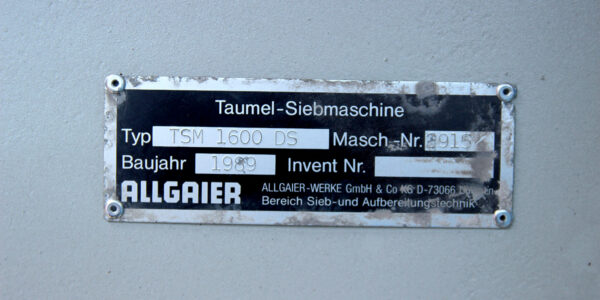 Taumel-Siebmaschine
Typ TSM 1600 DS Masch.-Nr.
Baujahr 1989 Invent Nr.
ALLGAIER ALLGAIER-WERKE GmbH & Co KG D-73066
Bereich Sieb-und Aufbereitungstechnik